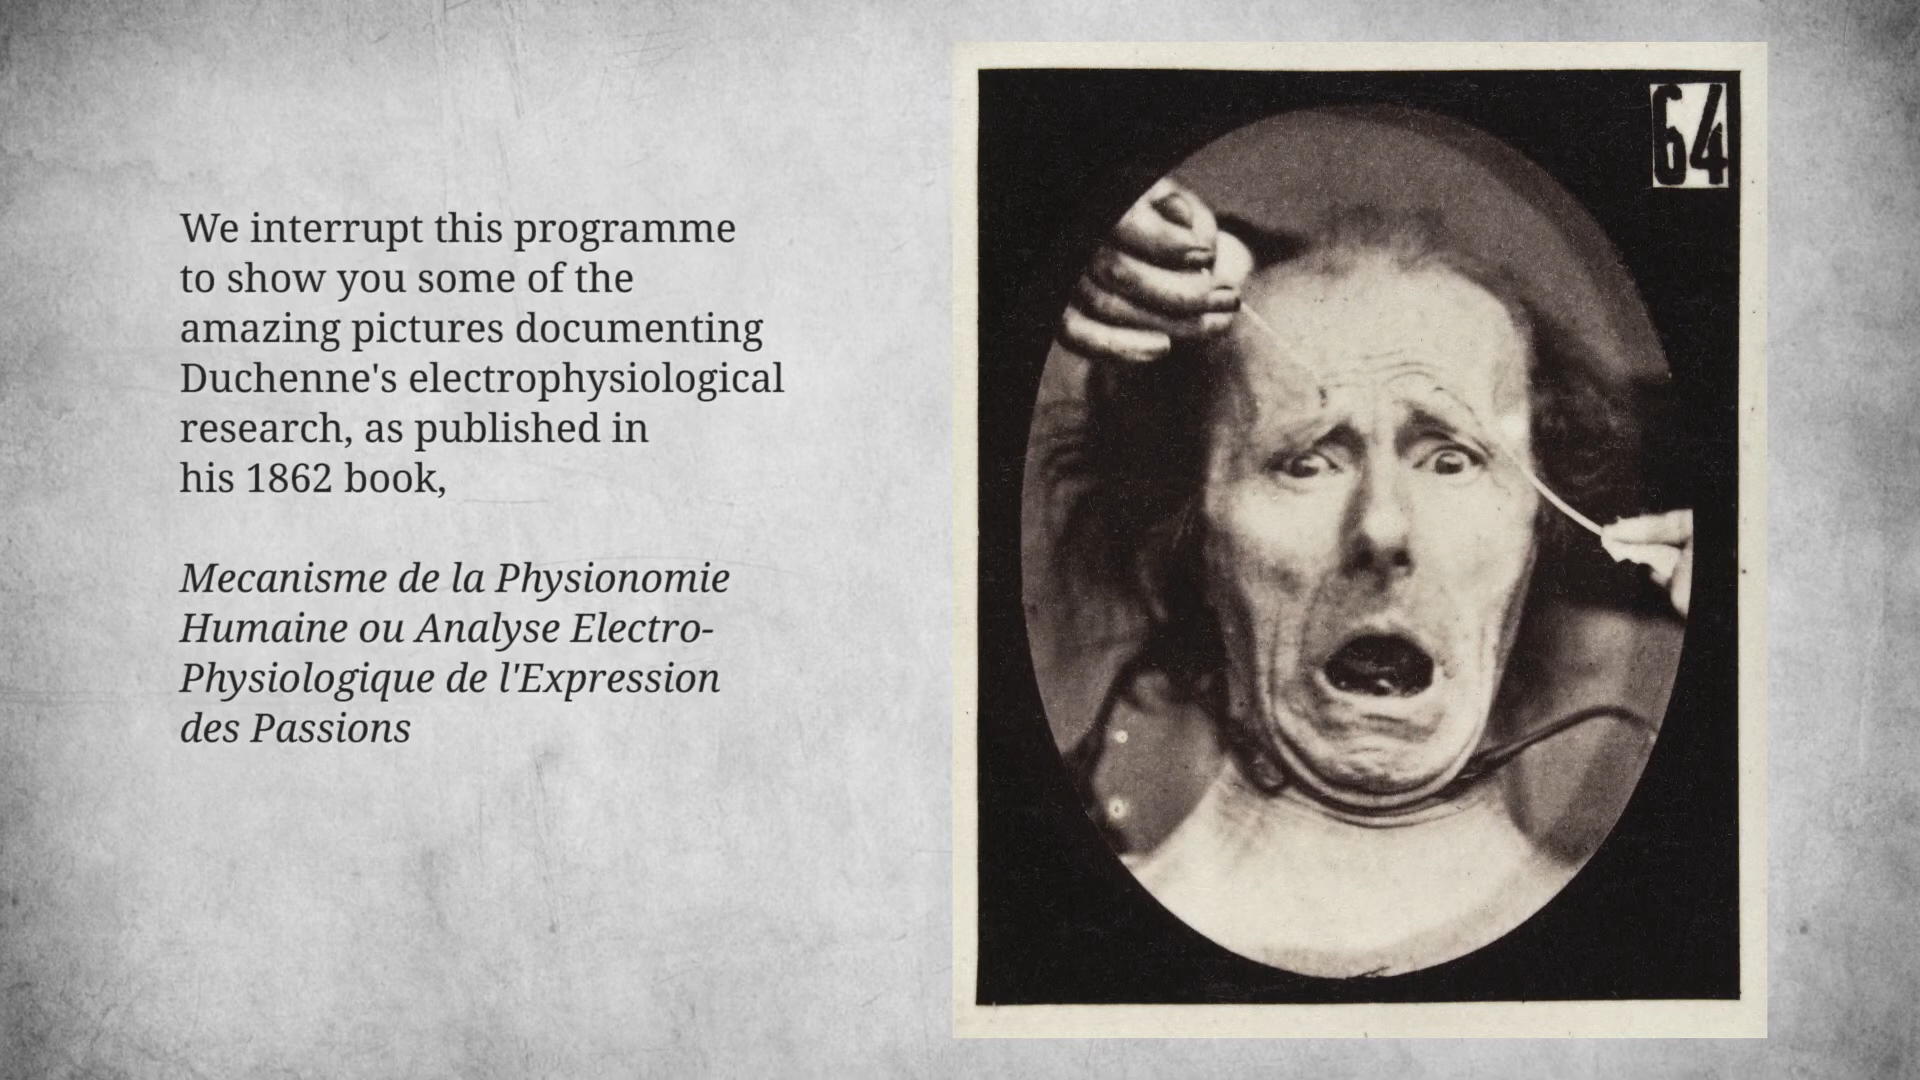 We interrupt this programme
to show you some of the
amazing pictures documenting
Duchenne's electrophysiological
research, as published in
his 1862 book,
Mecanisme de la Physionomie
Humaine ou Analyse Electro-
Physiologique de l'Expression
des Passions
64